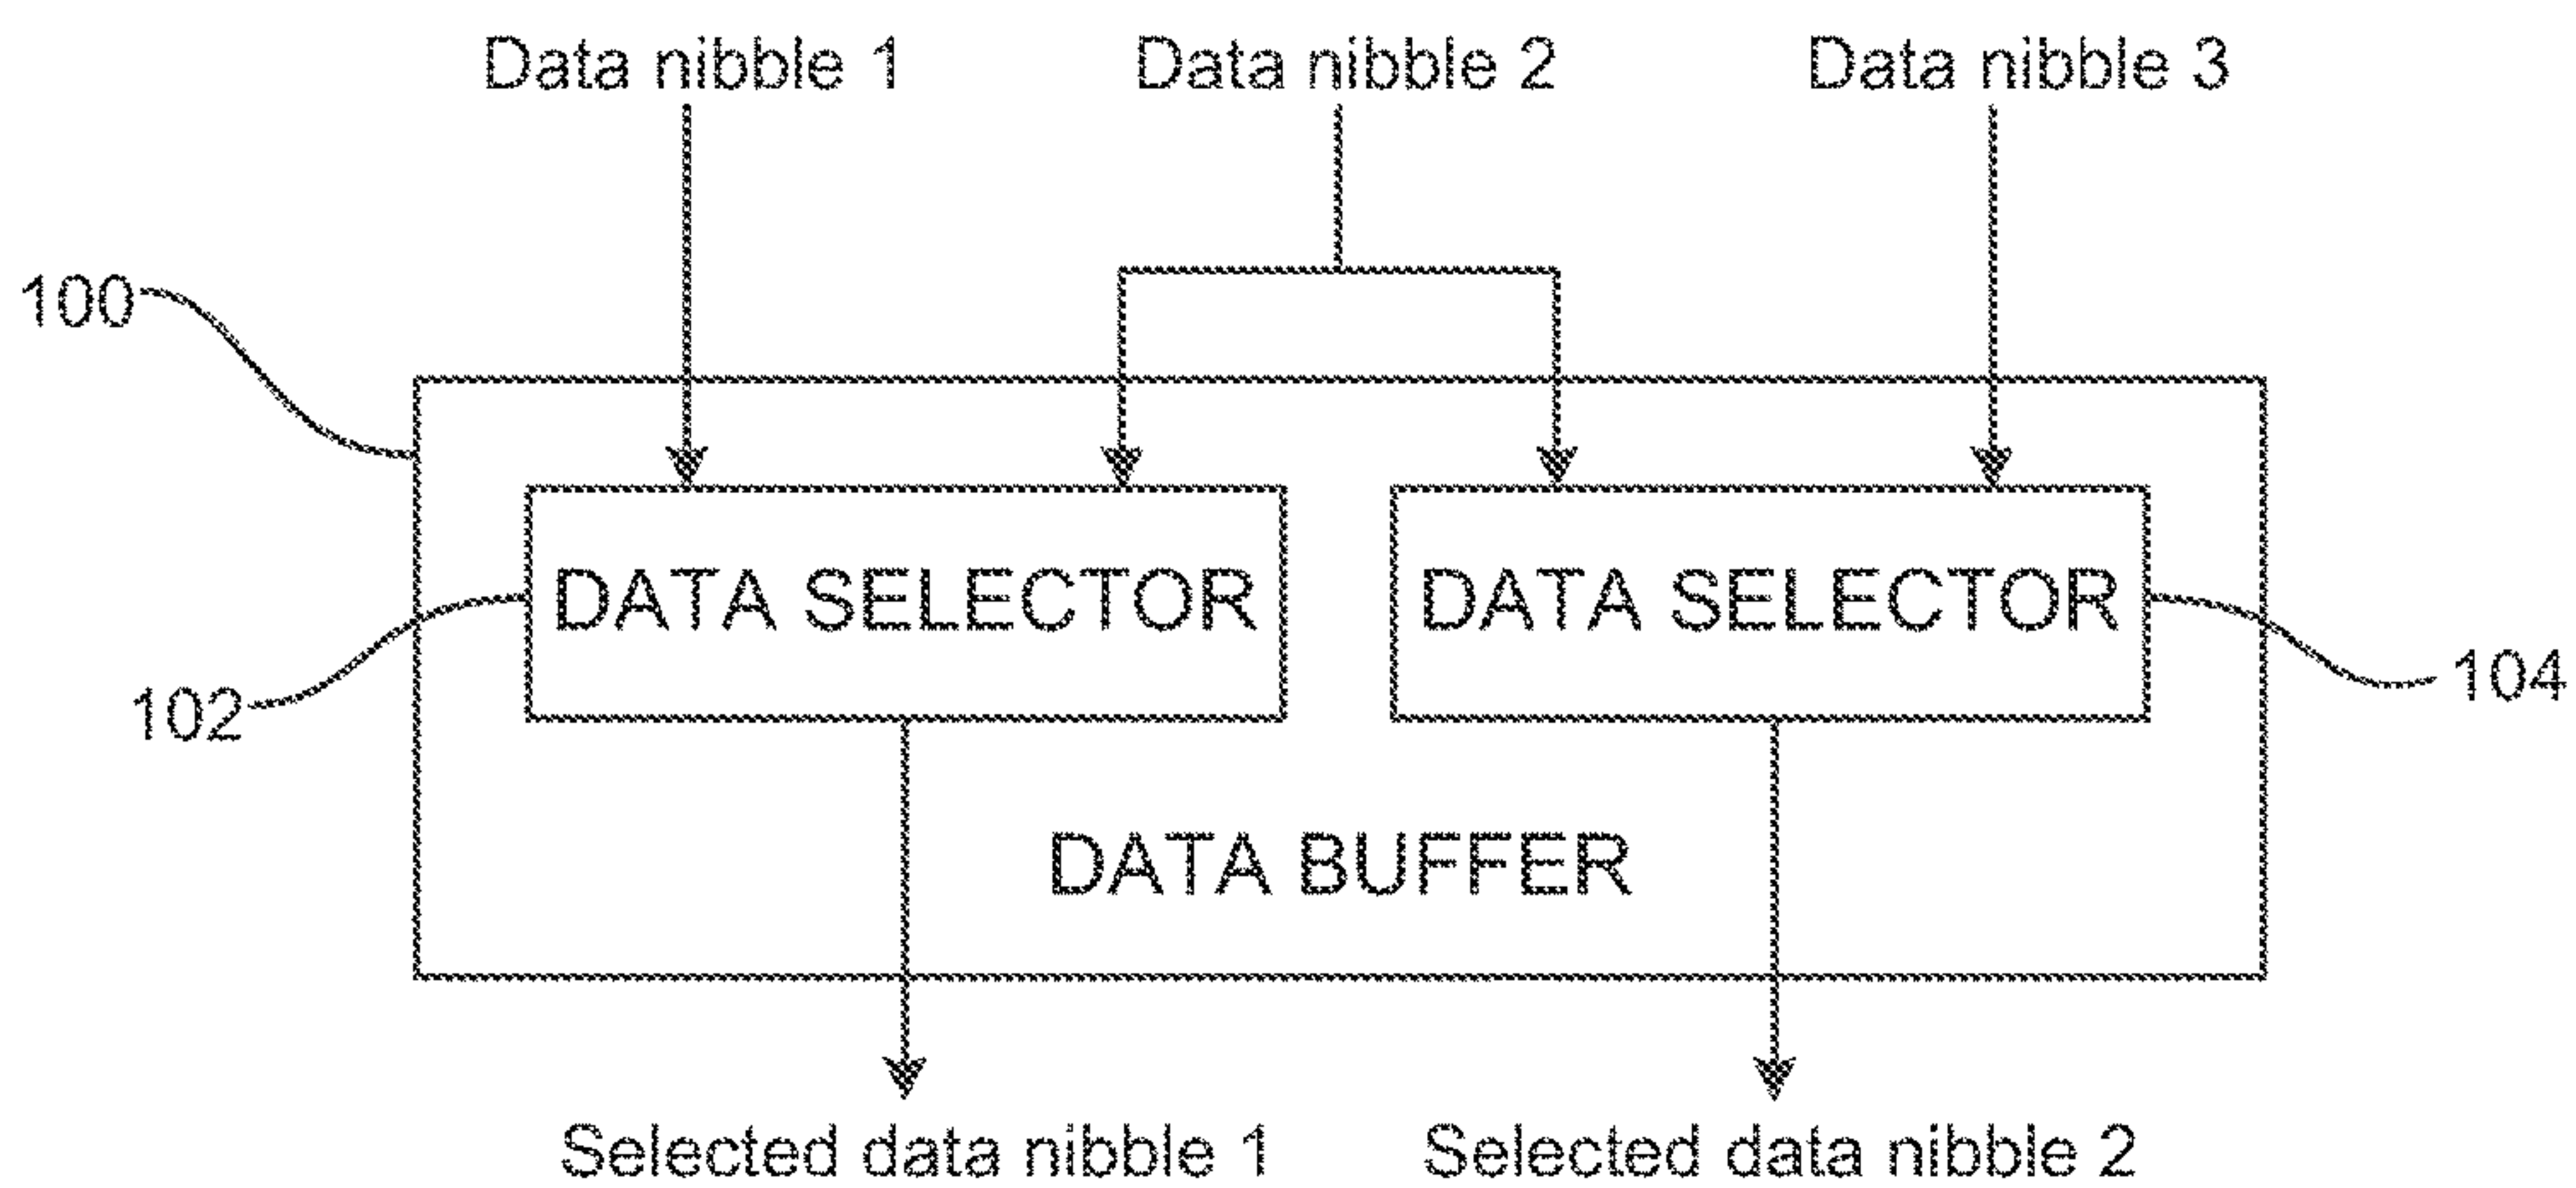 Data nibble 1 Data nibble 2 Data nibble 3
100
DATA SELECTOR DATA SELECTOR
102 104
DATA BUFFER
Selected data nibble 1 Selected data nibble 2